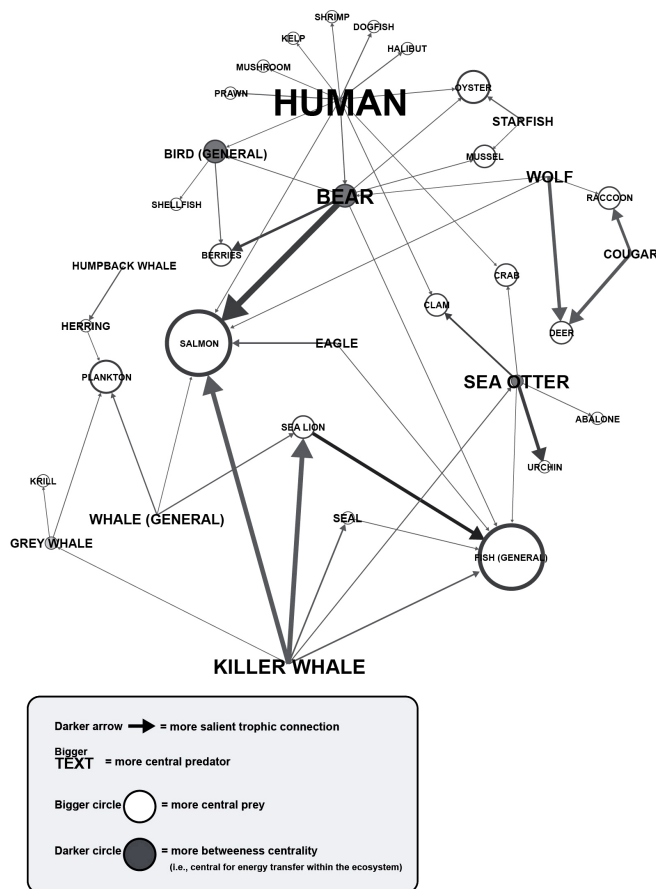 SHRIMP
DOGFISH
KELP
HALIBUT
MUSHROOM
OYSTER
PRAWN
HUMAN
STARFISH
BIRD (GENERAL)
MUSSEL
WOLF
BEAR
RACCOON
SHELLFISH
BERRIES
COUGAR
HUMPBACK WHALE
CRAB
CLAM
HERRING
DEER
SALMON
EAGLE
PLANKTON
SEA OTTER
ABALONE
SEA LION
URCHIN
KRILL
WHALE (GENERAL)
SEAL
GREY WHALE
FISH (GENERAL)
KILLER WHALE
Darker arrow = more salient trophic connection
Bigger
TEXT = more central predator
Bigger circle = more central prey
Darker circle = more betweeness centrality
(i.e., central for energy transfer within the ecosystem)